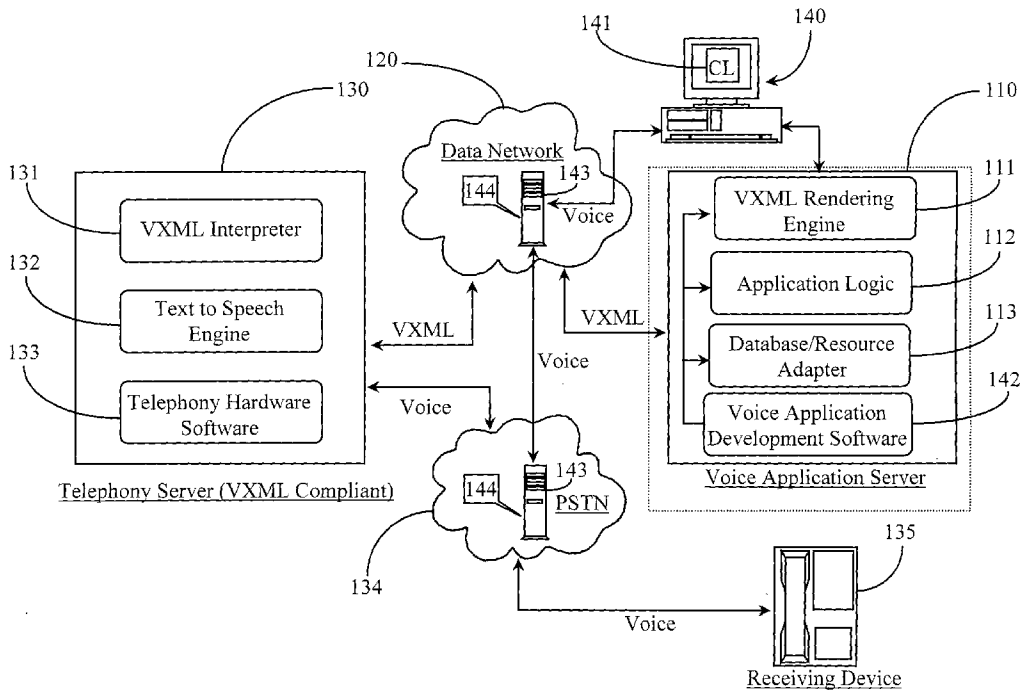 141
140
CL
120
130
110
Data Network
143
144
Voice
131
VXML Interpreter
111
VXML Rendering
Engine
132
112
Application Logic
Text to Speech
Engine
VXML
VXML
113
Database/Resource
Adapter
133
Voice
142
Telephony Hardware
Software
Voice
Voice Application
Development Software
Telephony Server (VXML Compliant)
Voice Application Server
143
144
PSTN
135
134
Voice
Receiving Device